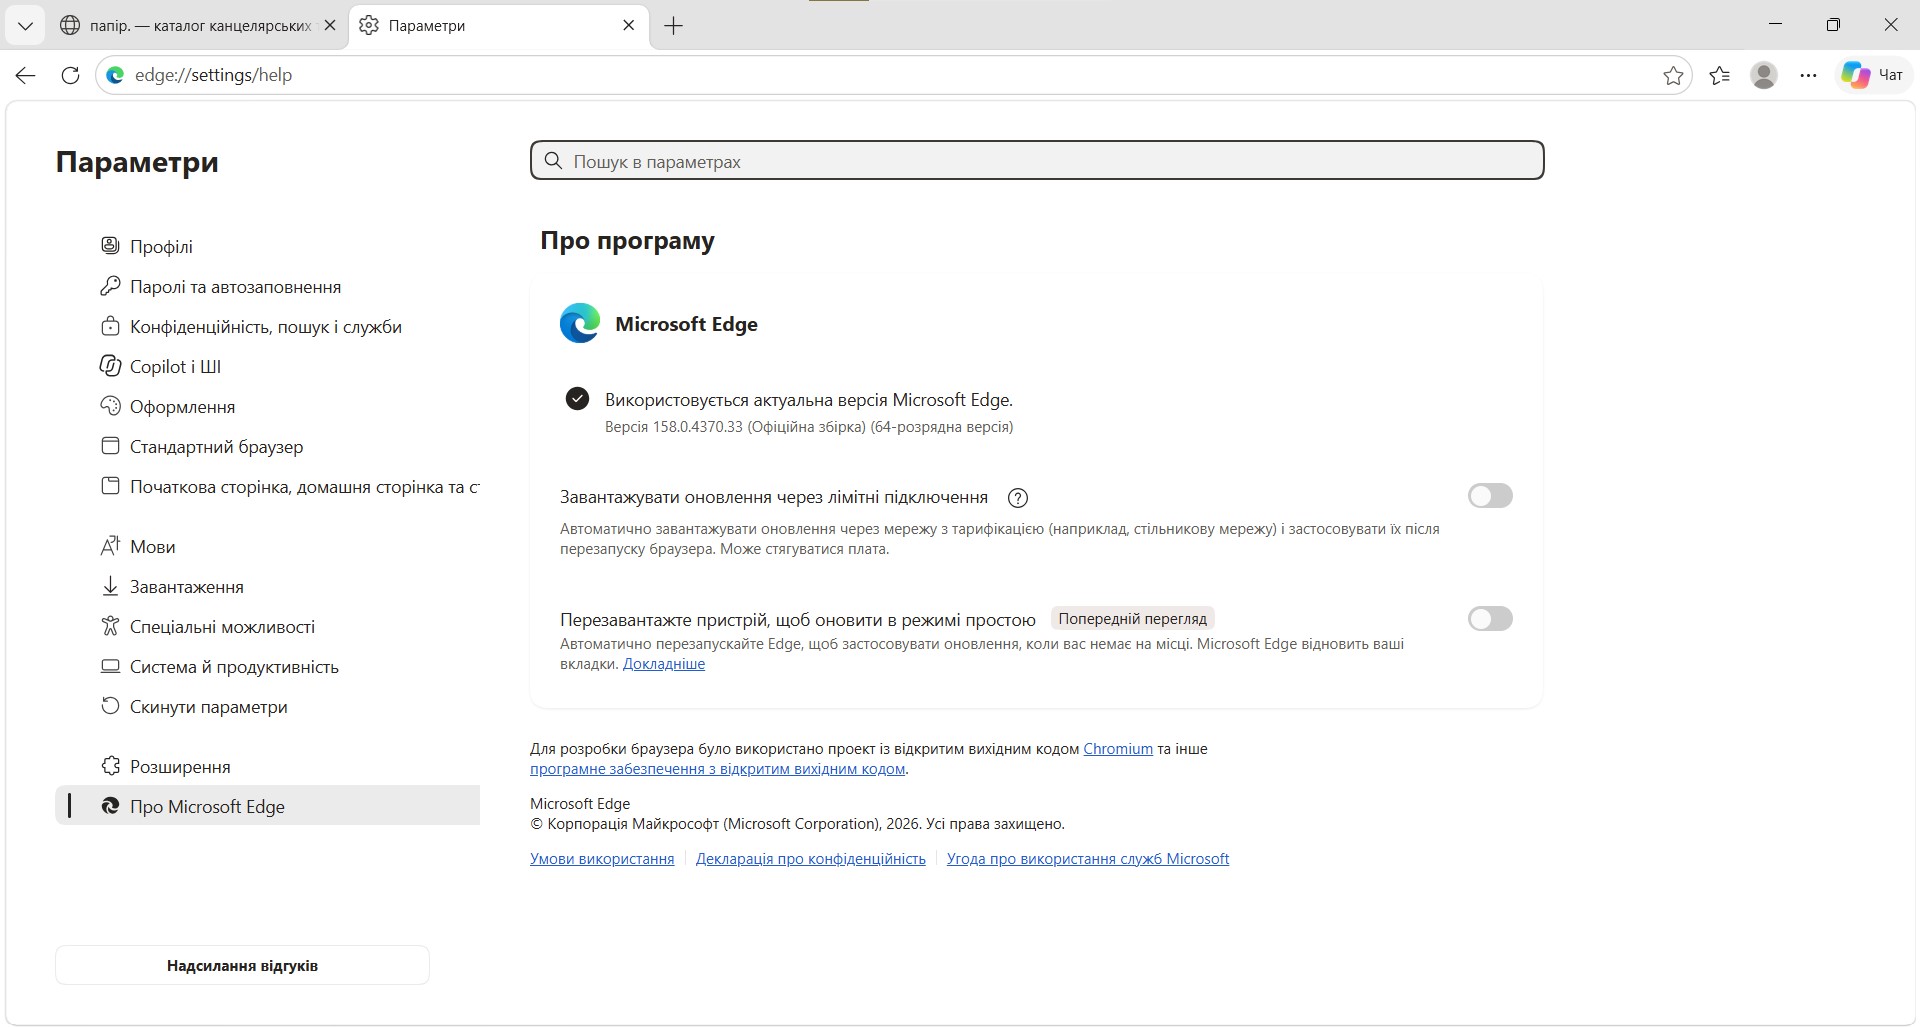 папір. — каталог канцелярських
Параметри
edge://settings/help
Чат
Параметри
Пошук в параметрах
Профілі
Паролі та автозаповнення
Конфіденційність, пошук і служби
Copilot і ШІ
Оформлення
Стандартний браузер
Початкова сторінка, домашня сторінка та
Мови
Завантаження
Спеціальні можливості
Система й продуктивність
Скинути параметри
Розширення
Про Microsoft Edge
Надсилання відгуків
Про програму
Microsoft Edge
Використовується актуальна версія Microsoft Edge.
Версія 158.0.4370.33 (Офіційна збірка) (64-розрядна версія)
Завантажувати оновлення через лімітні підключення
Автоматично завантажувати оновлення через мережу з тарифікацією (наприклад, стільникову мережу) і застосовувати їх після
перезапуску браузера. Може стягуватися плата.
Перезавантажте пристрій, щоб оновити в режимі простою Попередній перегляд
Автоматично перезапускайте Edge, щоб застосовувати оновлення, коли вас немає на місці. Microsoft Edge відновить ваші
вкладки. Докладніше
Для розробки браузера було використано проект із відкритим вихідним кодом Chromium та інше
програмне забезпечення з відкритим вихідним кодом.
Microsoft Edge
© Корпорація Майкрософт (Microsoft Corporation), 2026. Усі права захищено.
Умови використання Декларація про конфіденційність Угода про використання служб Microsoft